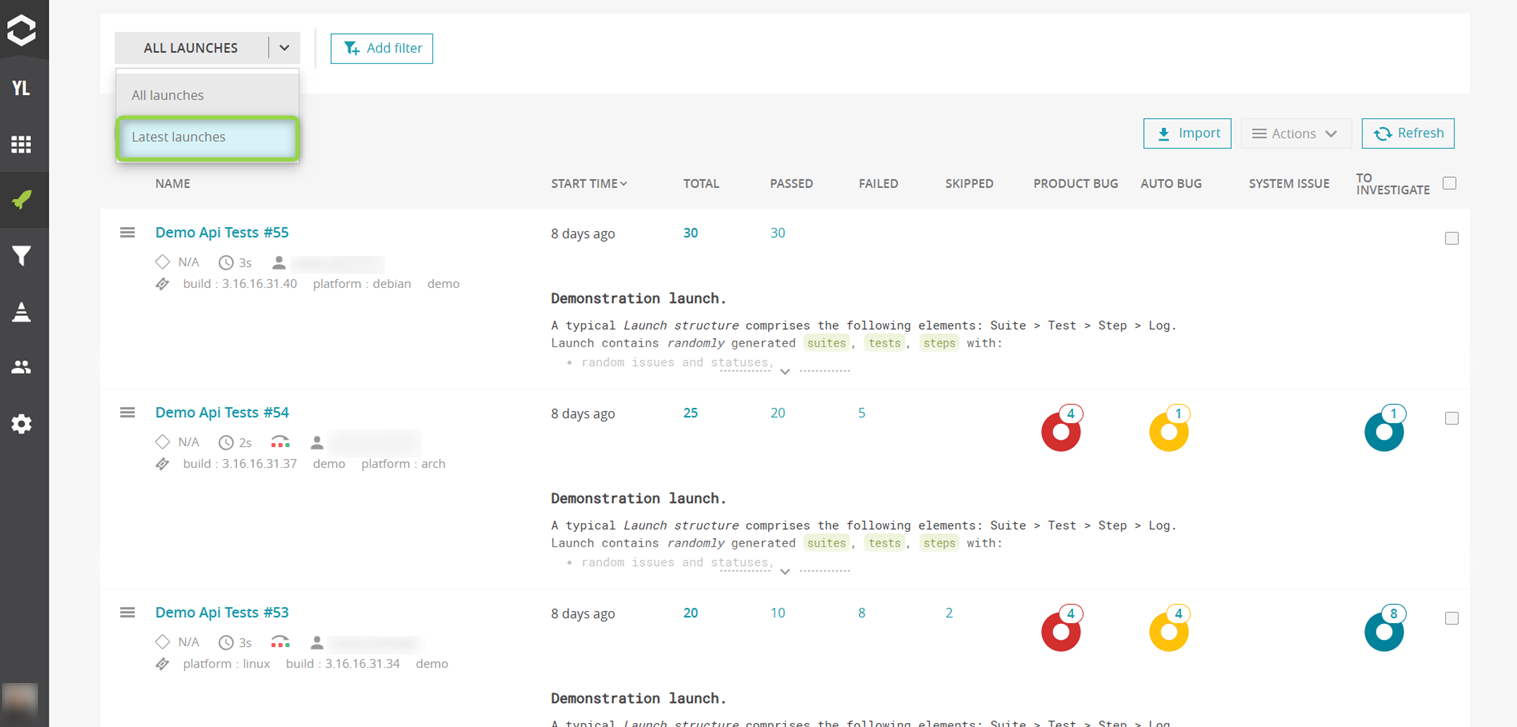 ALL LAUNCHES
Add filter
YL
All launches
Latest launches
Import
Actions
Refresh
NAME
START TIME
TOTAL
PASSED
FAILED
SKIPPED
PRODUCT BUG
AUTO BUG
SYSTEM ISSUE
TO
INVESTIGATE
Demo Api Tests #55
8 days ago
30
30
N/A
3s
build : 3.16.16.31.40 platform : debian demo
Demonstration launch.
A typical Launch structure comprises the following elements: Suite > Test > Step > Log.
Launch contains randomly generated suites, tests, steps with:
• random issues and statuses,
Demo Api Tests #54
8 days ago
25
20
5
4
1
1
N/A
2s
build : 3.16.16.31.37 demo platform : arch
Demonstration launch.
A typical Launch structure comprises the following elements: Suite > Test > Step > Log.
Launch contains randomly generated suites, tests, steps with:
• random issues and statuses,
Demo Api Tests #53
8 days ago
20
10
8
2
4
4
8
N/A
3s
platform : linux build : 3.16.16.31.34 demo
Demonstration launch.
A typical Launch structure comprises the following elements: Suite > Test > Step > Log.